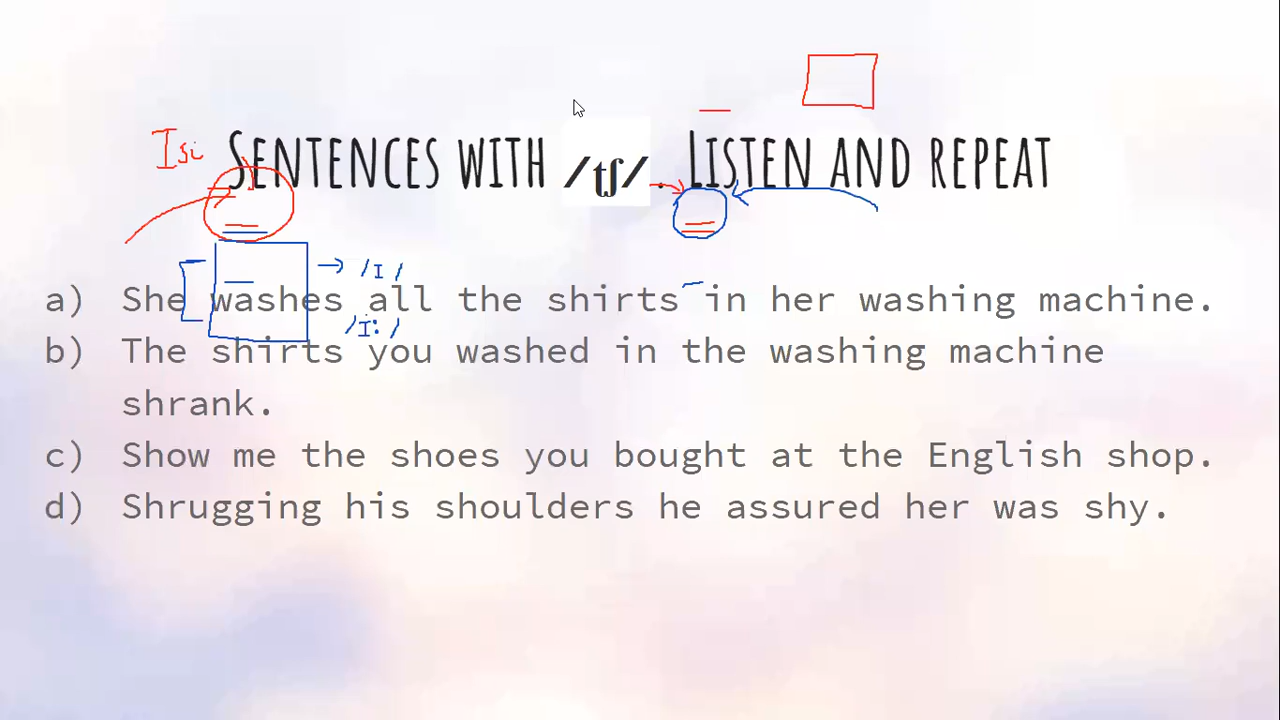 Isi SENTENCES WITH /tʃ/. LISTEN AND REPEAT
→ /I/
a) She washes all the shirts in her washing machine.
/I:/
b) The shirts you washed in the washing machine
shrank.
c) Show me the shoes you bought at the English shop.
d) Shrugging his shoulders he assured her was shy.